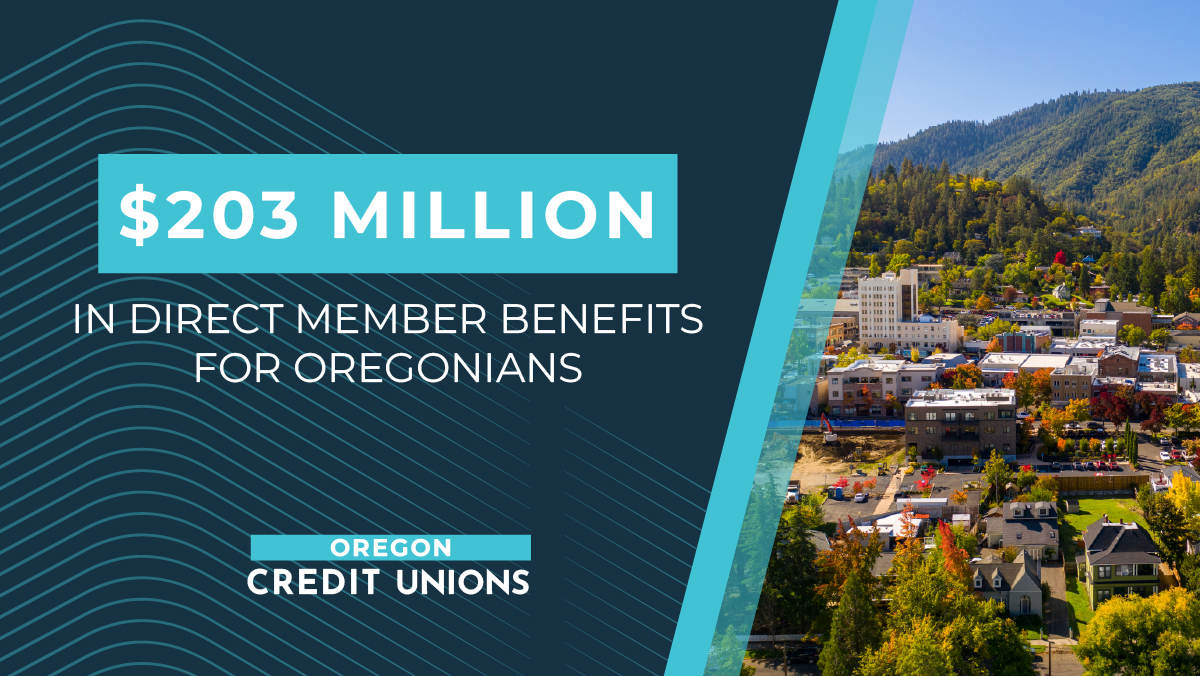 $203 MILLION
IN DIRECT MEMBER BENEFITS
FOR OREGONIANS
OREGON
CREDIT UNIONS